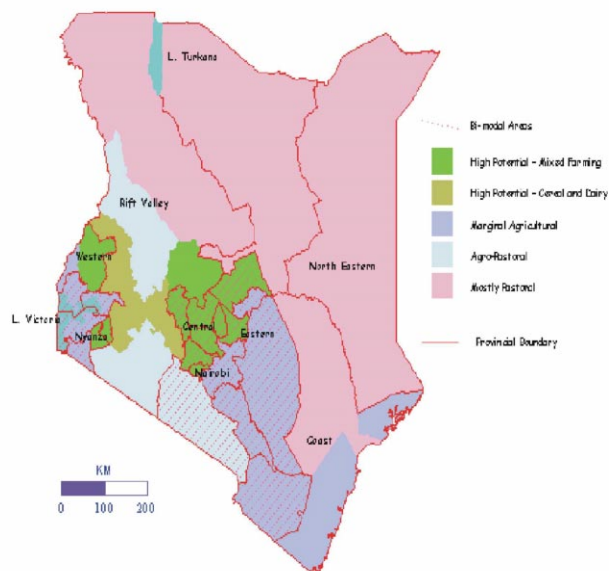 L. Turkana
Bi-modal Areas
High Potential - Mixed Farming
High Potential - Cereal and Dairy
Rift Valley
Marginal Agricultural
Western
Agro-Pastoral
North Eastern
Mostly Pastoral
L. Victoria
Central
Nyanza
Eastern
Provincial Boundary
Nairobi
Coast
KM
0 100 200